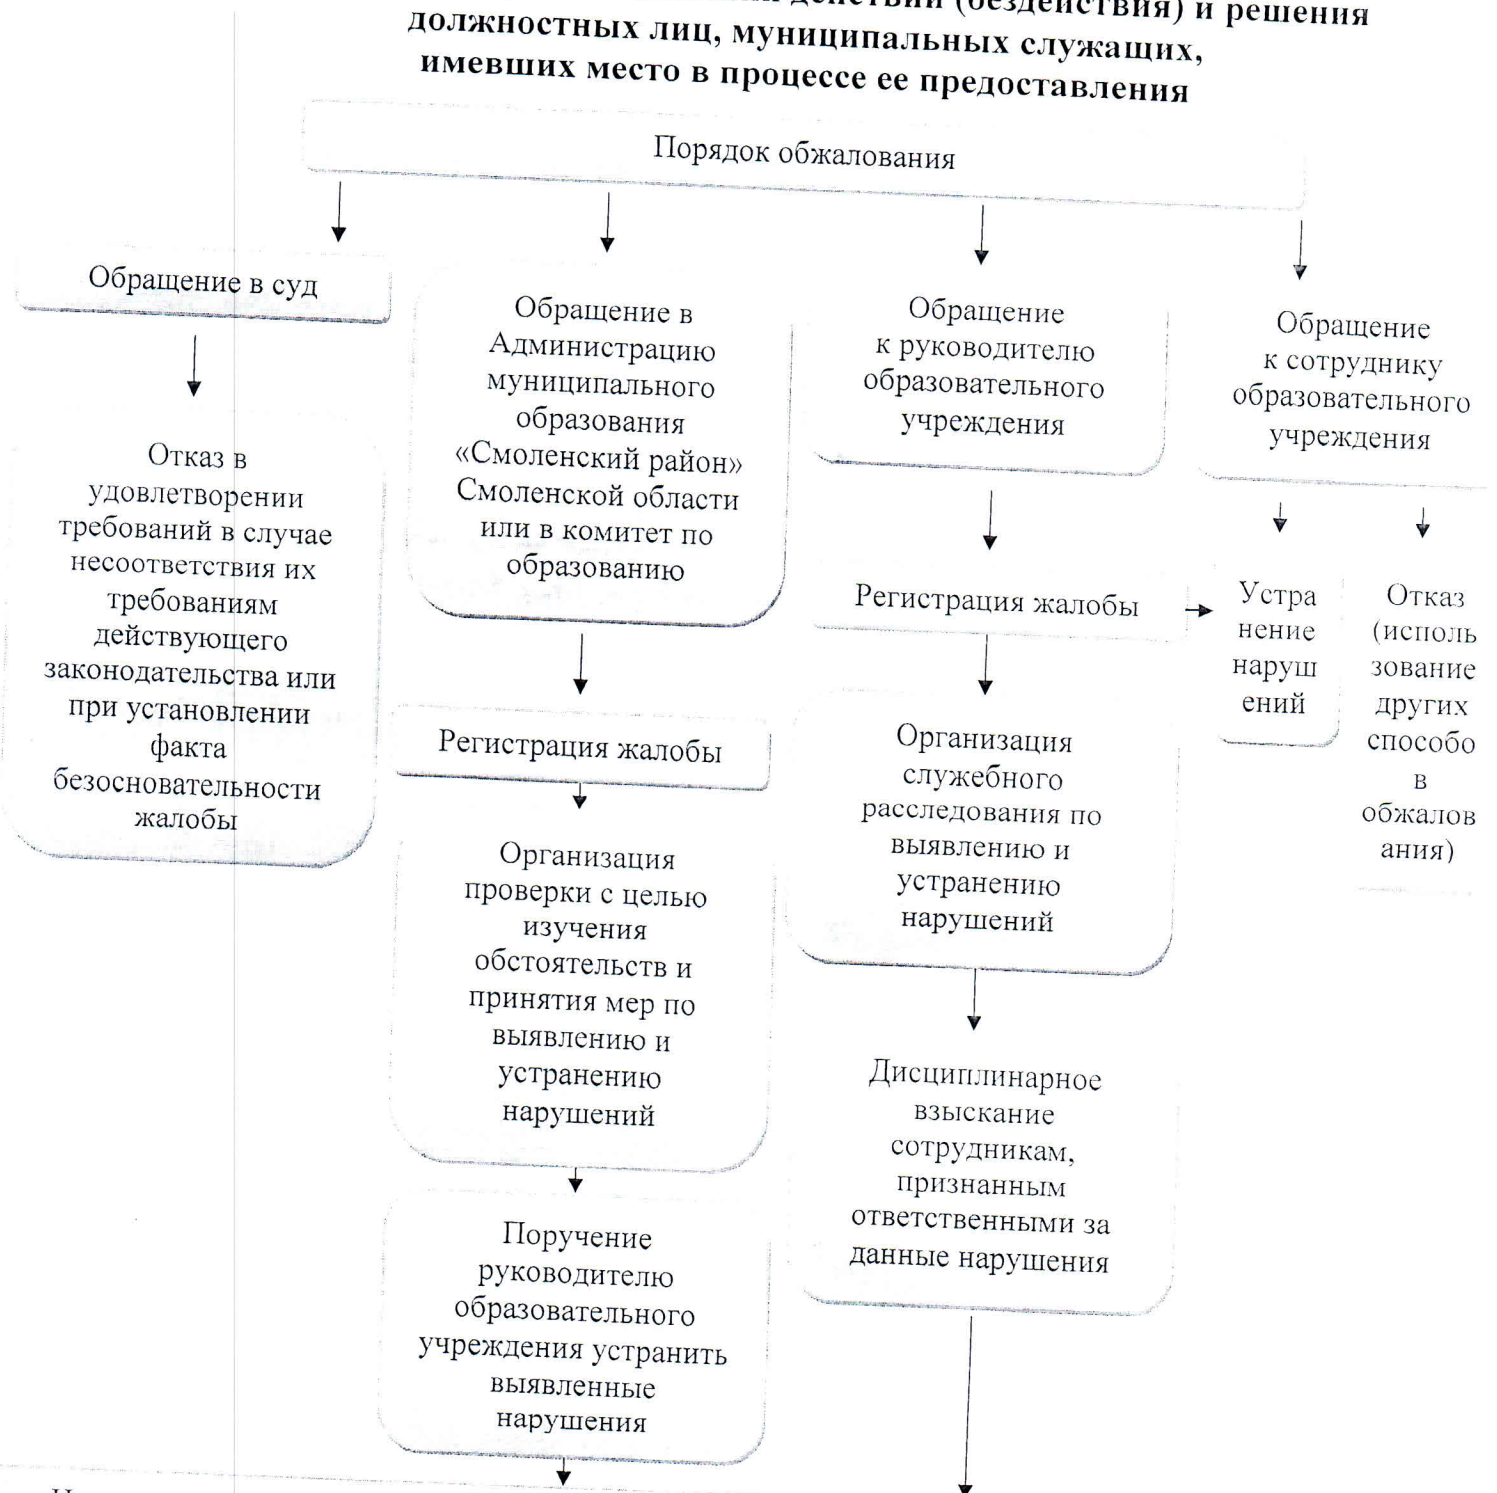 действий (бездействия) и решения
должностных лиц, муниципальных служащих,
имевших место в процессе ее предоставления
Порядок обжалования
Обращение в суд
Отказ в
удовлетворении
требований в случае
несоответствия их
требованиям
действующего
законодательства или
при установлении
факта
безосновательности
жалобы
Обращение в
Администрацию
муниципального
образования
«Смоленский район»
Смоленской области
или в комитет по
образованию
Регистрация жалобы
Организация
проверки с целью
изучения
обстоятельств и
принятия мер по
выявлению и
устранению
нарушений
Поручение
руководителю
образовательного
учреждения устранить
выявленные
нарушения
Обращение
к руководителю
образовательного
учреждения
Регистрация жалобы
Организация
служебного
расследования по
выявлению и
устранению
нарушений
Дисциплинарное
взыскание
сотрудникам,
признанным
ответственными за
данные нарушения
Обращение
к сотруднику
образовательного
учреждения
Устра
нение
наруш
ений
Отказ
(исполь
зование
других
способо
в
обжалов
ания)